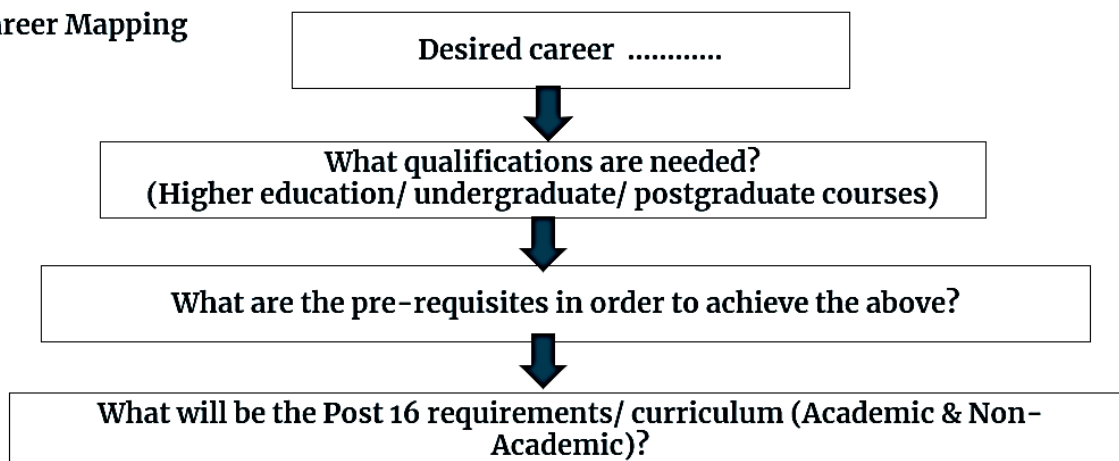 reer Mapping
Desired career ............
What qualifications are needed?
(Higher education/ undergraduate/ postgraduate courses)
What are the pre-requisites in order to achieve the above?
What will be the Post 16 requirements/ curriculum (Academic & Non-
Academic)?